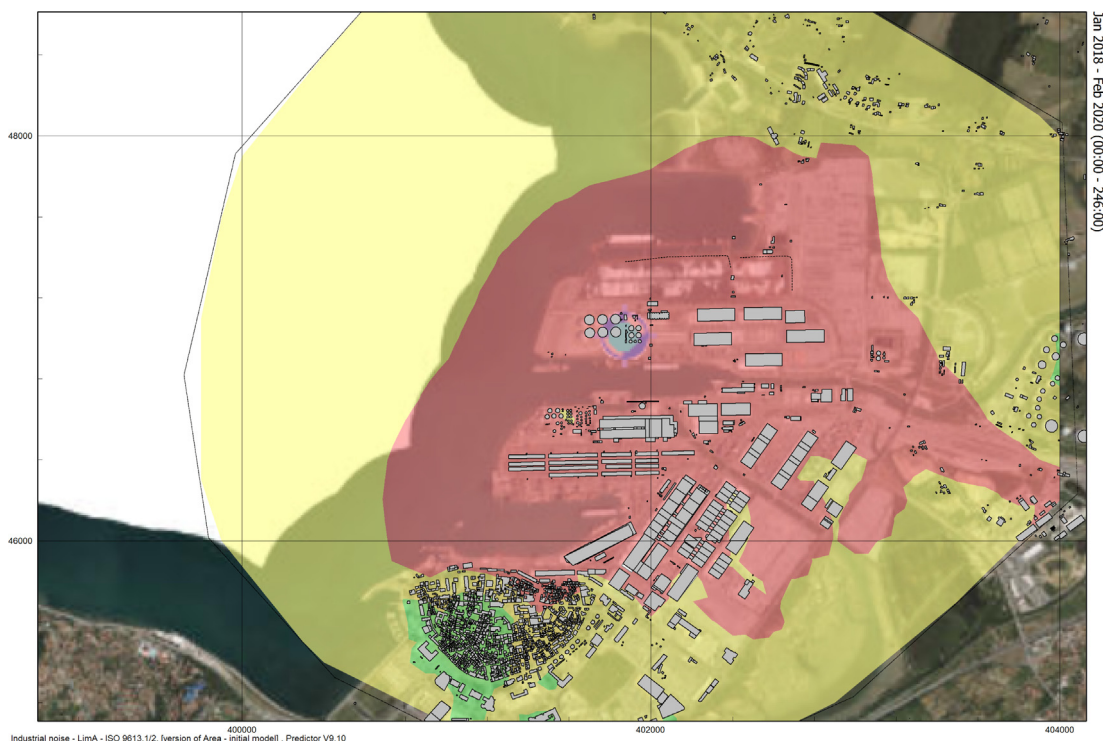 Jan 2018 - Feb 2020 (00:00 - 246:00)
48000
46000
400000
402000
404000
Industrial noise - LimA - ISO 9613.1/2, [version of Area - initial model] , Predictor V9.10